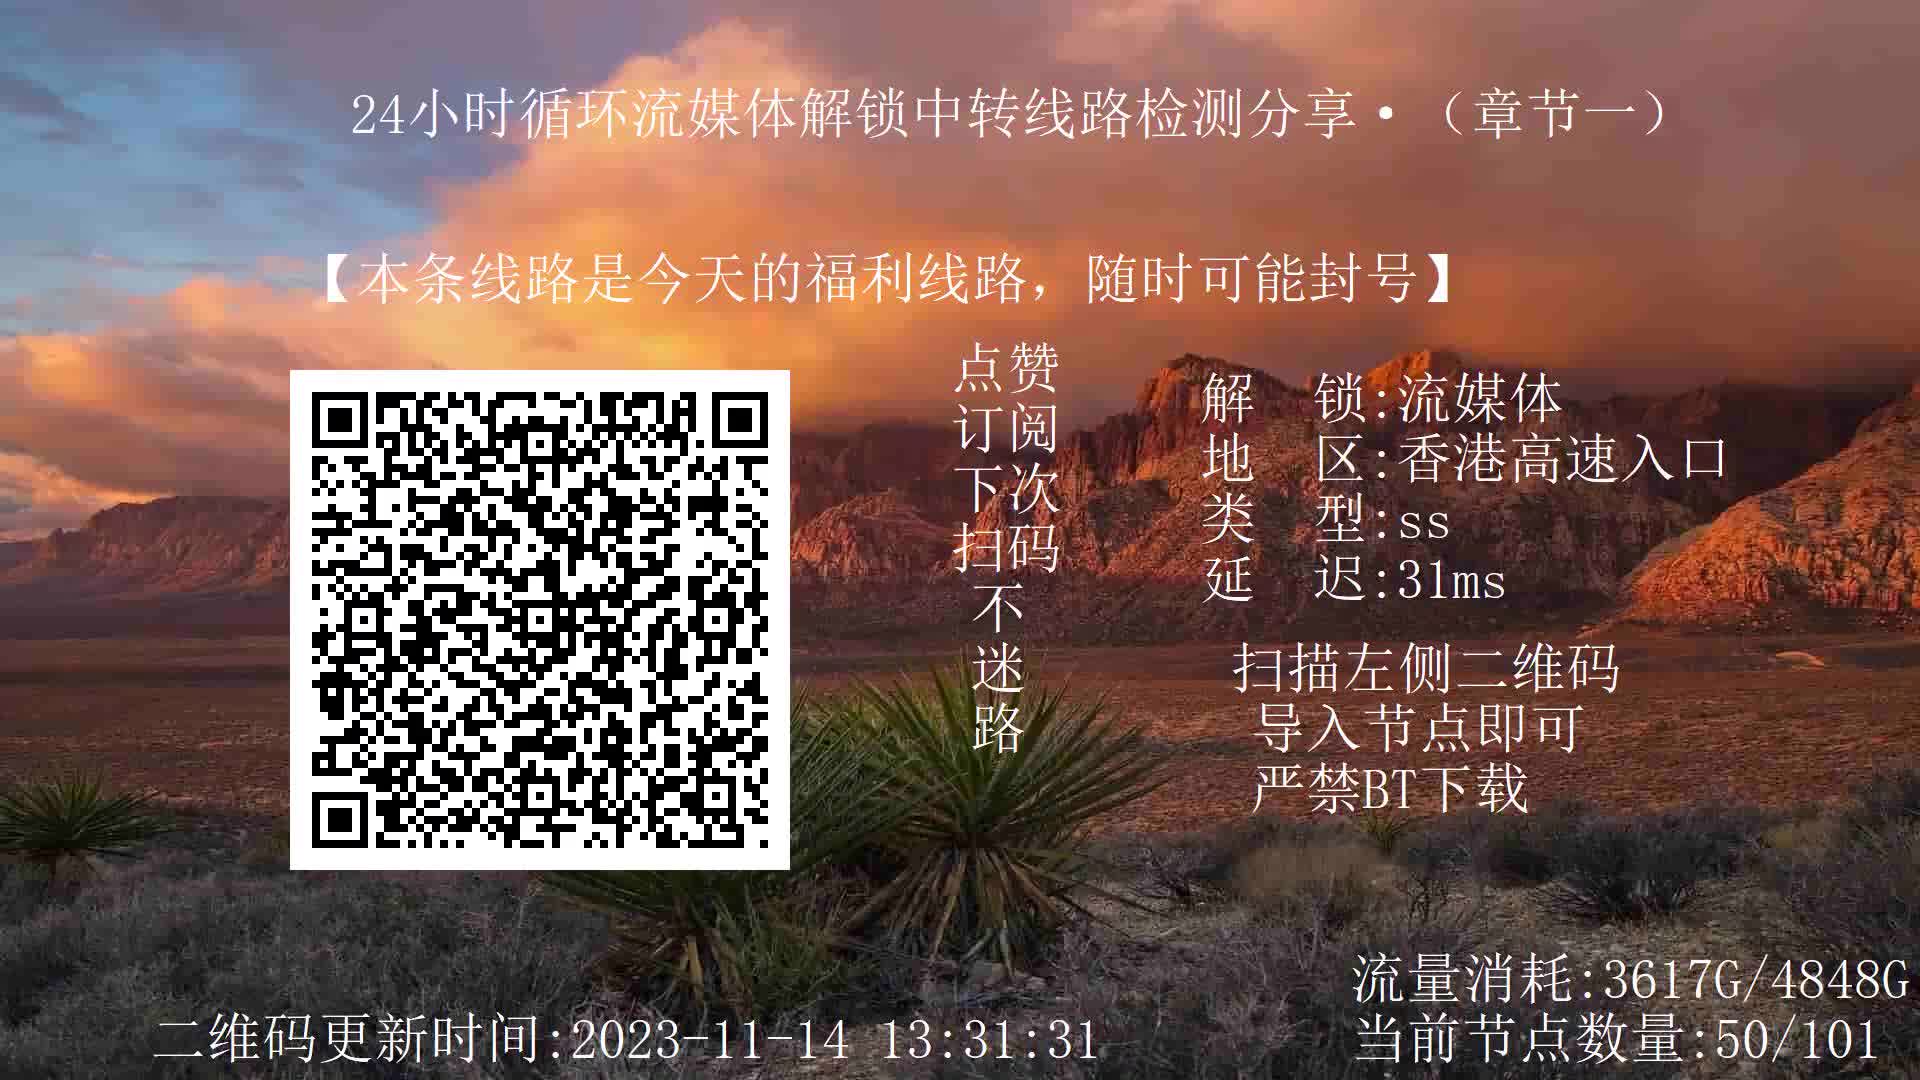 24小时循环流媒体解锁中转线路检测分享·（章节一）
【本条线路是今天的福利线路，随时可能封号】
点赞
订阅
下次
扫码
不
迷
路
解　锁:流媒体
地　区:香港高速入口
类　型:ss
延　迟:31ms
扫描左侧二维码
导入节点即可
严禁BT下载
流量消耗:3617G/4848G
二维码更新时间:2023-11-14 13:31:31
当前节点数量:50/101